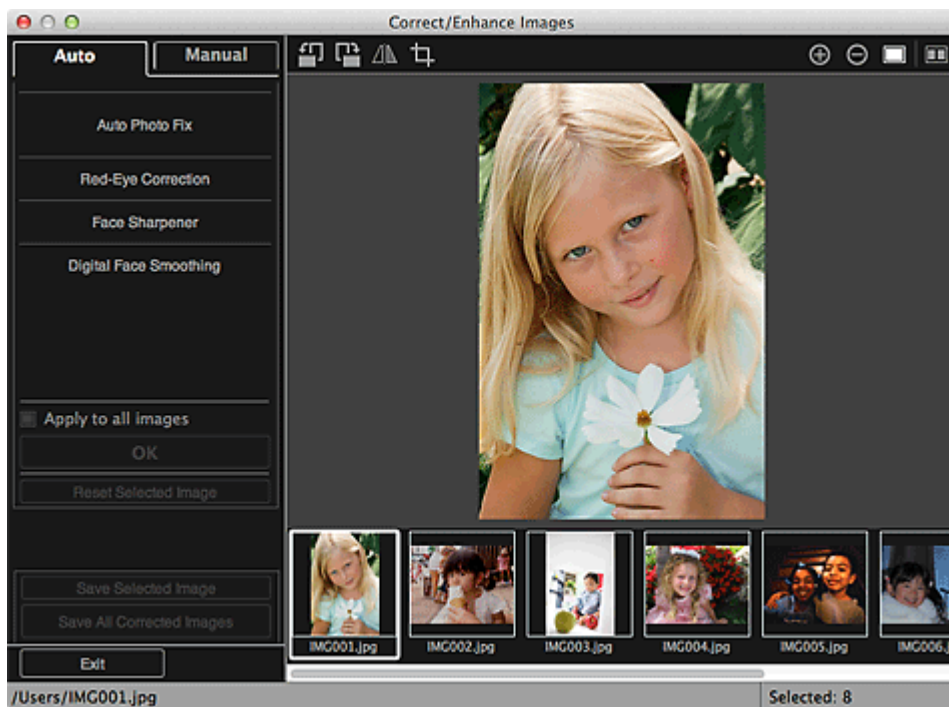 Correct/Enhance Images
Auto
Manual
Auto Photo Fix
Red-Eye Correction
Face Sharpener
Digital Face Smoothing
Apply to all images
OK
Reset Selected Image
Save Selected Image
Save All Corrected Images
Exit
IMG001.jpg
IMG002.jpg
IMG003.jpg
IMG004.jpg
IMG005.jpg
IMG006.j
/Users/IMG001.jpg
Selected: 8